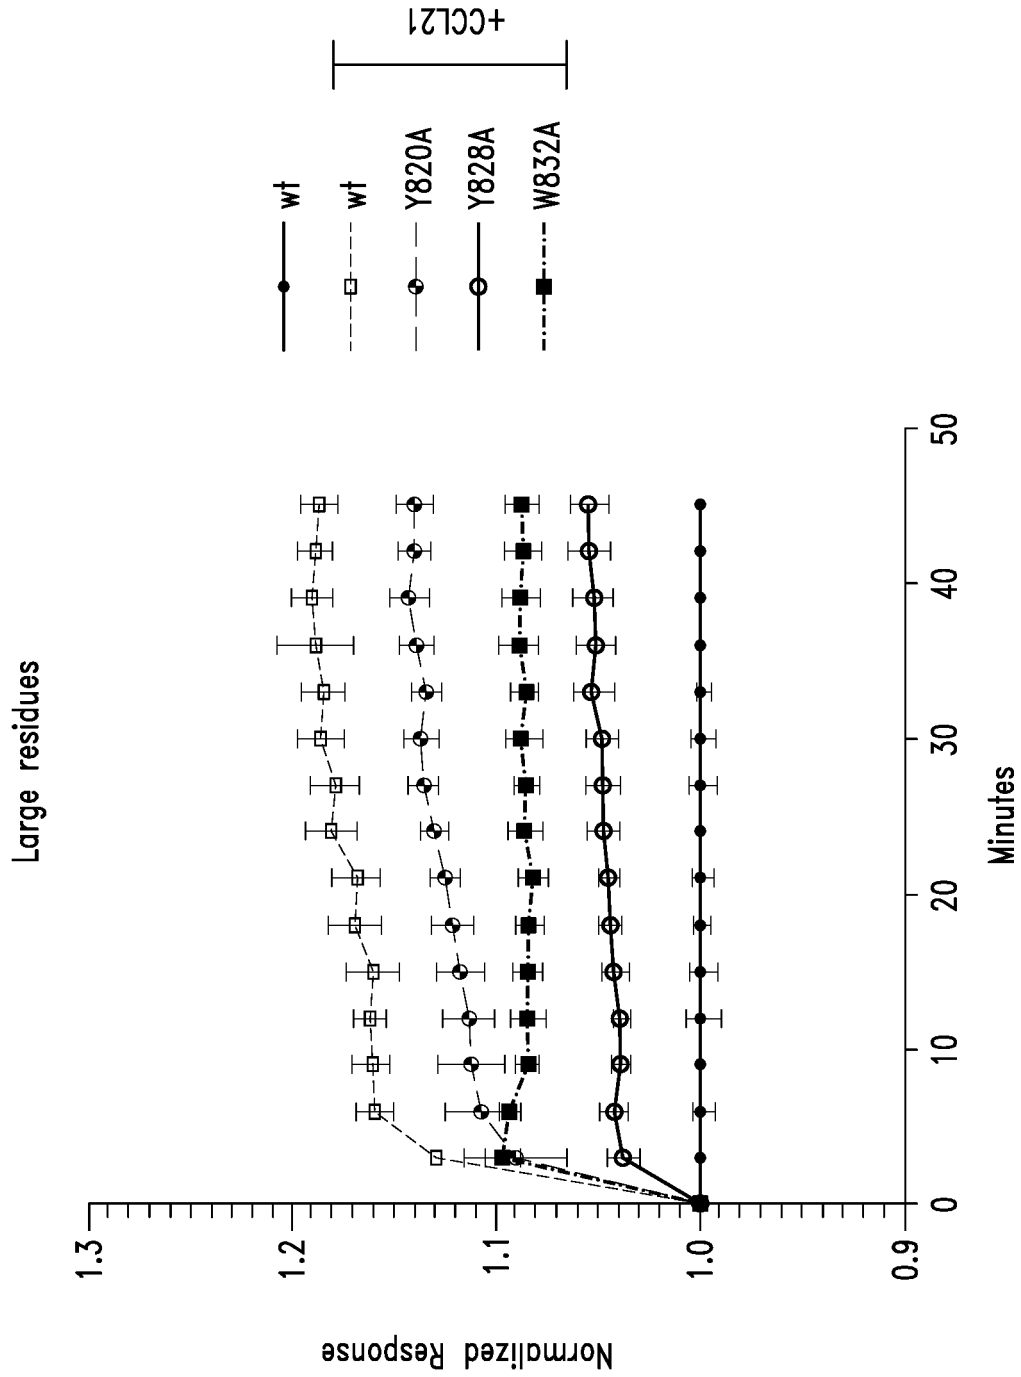 Large residues
Normalized Response
1.3
1.2
1.1
1.0
0.9
0
10
20
30
40
50
Minutes
wt
wt
Y820A
Y828A
W832A
+CCL21